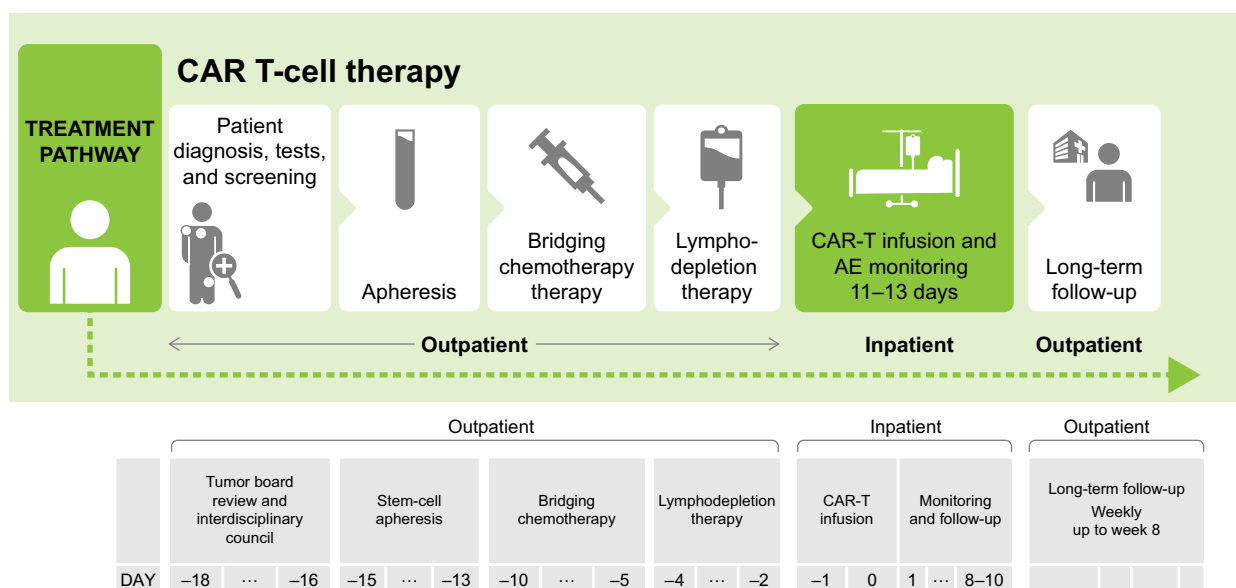 CAR T-cell therapy
TREATMENT
PATHWAY
Patient
diagnosis, tests,
and screening
Apheresis
Bridging
chemotherapy
therapy
Lympho-
depletion
therapy
CAR-T infusion and
AE monitoring
11–13 days
Long-term
follow-up
Outpatient
Inpatient
Outpatient
Outpatient
Inpatient
Outpatient
Tumor board
review and
interdisciplinary
council
Stem-cell
apheresis
Bridging
chemotherapy
Lymphodepletion
therapy
CAR-T
infusion
Monitoring
and follow-up
Long-term follow-up
Weekly
up to week 8
DAY –18 ··· –16 –15 ··· –13 –10 ··· –5 –4 ··· –2 –1 0 1 ··· 8–10